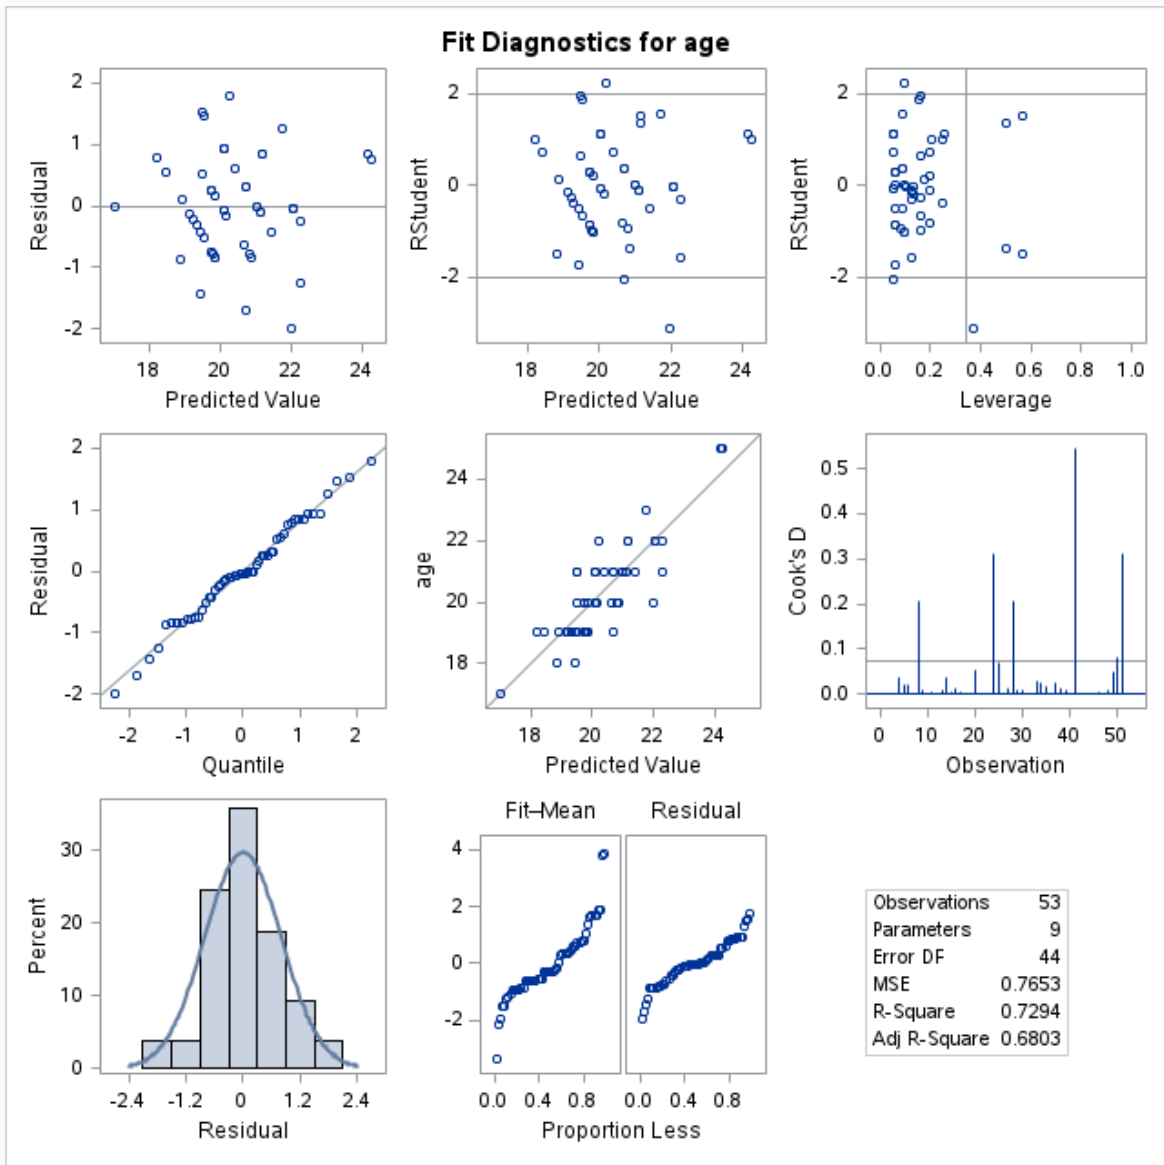 Fit Diagnostics for age
2
1
0
-1
-2
Residual
18 20 22 24
Predicted Value
2
0
-2
RStudent
18 20 22 24
Predicted Value
2
0
-2
RStudent
0.0 0.2 0.4 0.6 0.8 1.0
Leverage
2
1
0
-1
-2
Residual
-2 -1 0 1 2
Quantile
24
22
20
18
age
18 20 22 24
Predicted Value
0.5
0.4
0.3
0.2
0.1
0.0
Cook's D
0 10 20 30 40 50
Observation
30
20
10
0
Percent
-2.4 -1.2 0 1.2 2.4
Residual
Fit–Mean Residual
4
2
0
-2
0.0 0.4 0.8 0.0 0.4 0.8
Proportion Less
Observations 53
Parameters 9
Error DF 44
MSE 0.7653
R-Square 0.7294
Adj R-Square 0.6803